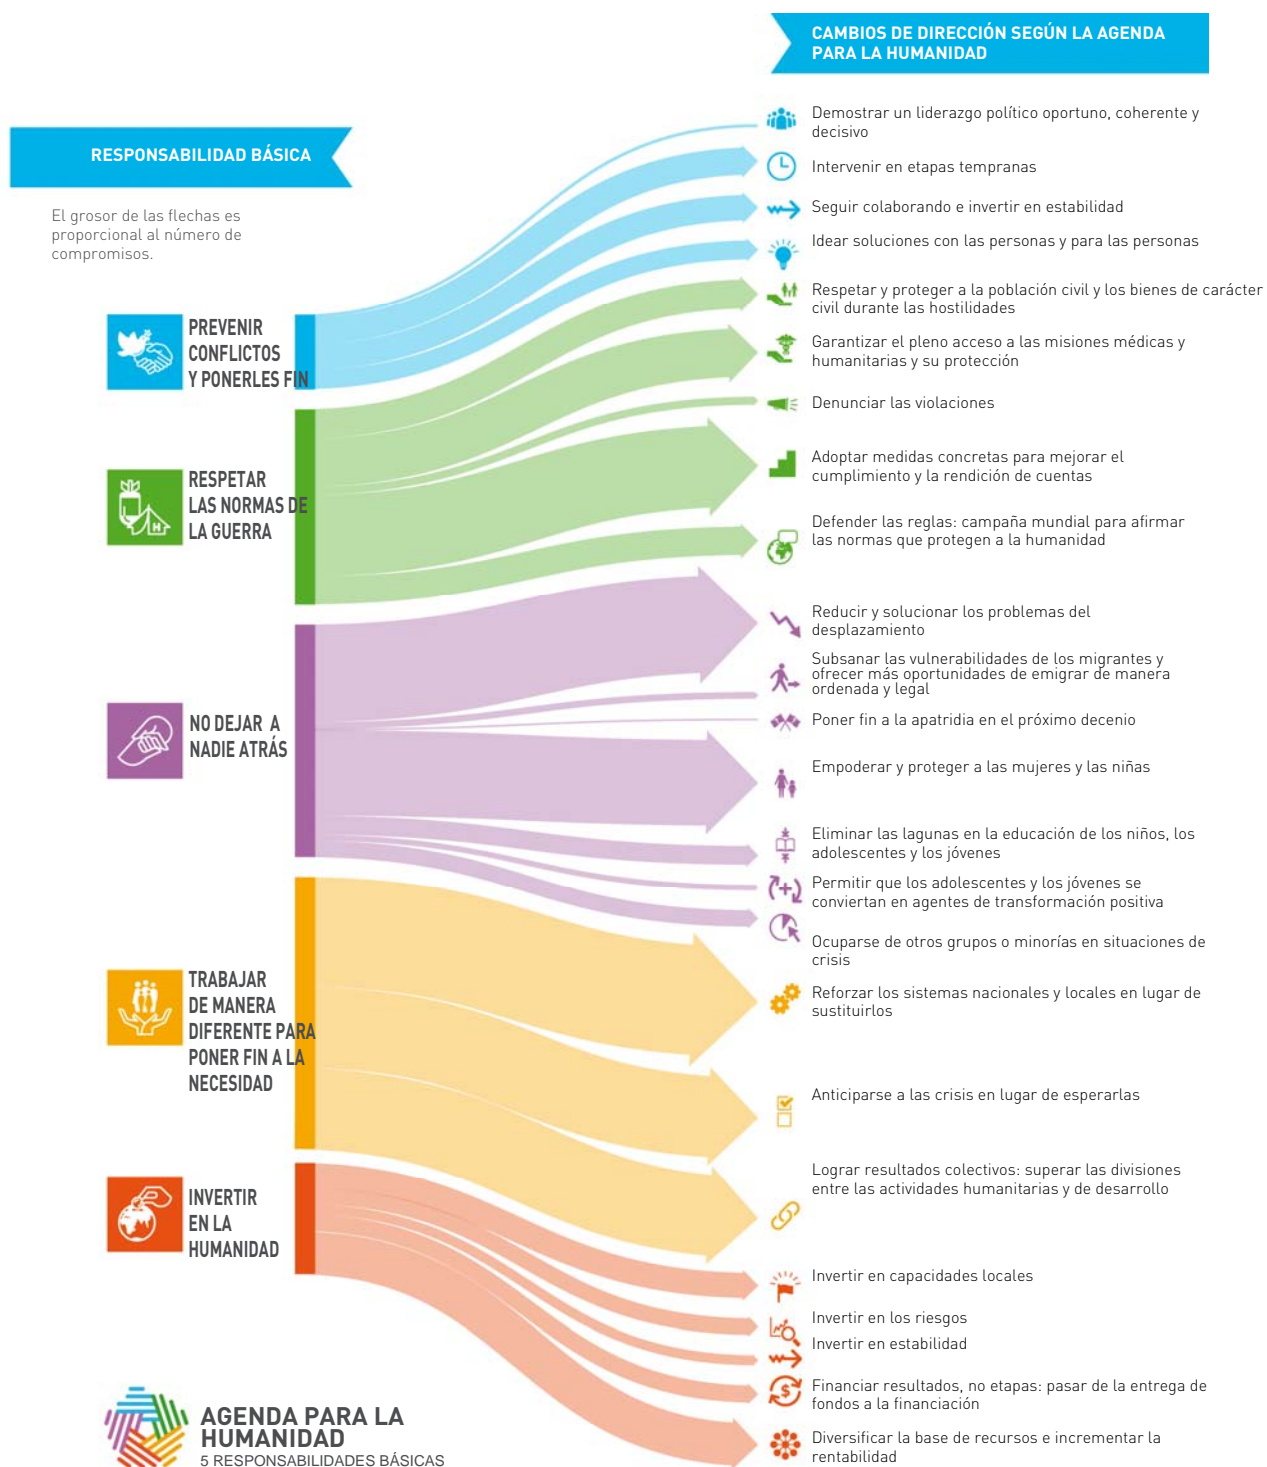 CAMBIOS DE DIRECCIÓN SEGÚN LA AGENDA
PARA LA HUMANIDAD
RESPONSABILIDAD BÁSICA
El grosor de las flechas es
proporcional al número de
compromisos.
PREVENIR
CONFLICTOS
Y PONERLES FIN
Demostrar un liderazgo político oportuno, coherente y
decisivo
Intervenir en etapas tempranas
Seguir colaborando e invertir en estabilidad
Idear soluciones con las personas y para las personas
RESPETAR
LAS NORMAS DE
LA GUERRA
H
Respetar y proteger a la población civil y los bienes de carácter
civil durante las hostilidades
Garantizar el pleno acceso a las misiones médicas y
humanitarias y su protección
Denunciar las violaciones
Adoptar medidas concretas para mejorar el
cumplimiento y la rendición de cuentas
Defender las reglas: campaña mundial para afirmar
las normas que protegen a la humanidad
NO DEJAR A
NADIE ATRÁS
Reducir y solucionar los problemas del
desplazamiento
Subsanar las vulnerabilidades de los migrantes y
ofrecer más oportunidades de emigrar de manera
ordenada y legal
Poner fin a la apatridia en el próximo decenio
Empoderar y proteger a las mujeres y las niñas
Eliminar las lagunas en la educación de los niños, los
adolescentes y los jóvenes
Permitir que los adolescentes y los jóvenes se
conviertan en agentes de transformación positiva
Ocuparse de otros grupos o minorías en situaciones de
crisis
TRABAJAR
DE MANERA
DIFERENTE PARA
PONER FIN A LA
NECESIDAD
Reforzar los sistemas nacionales y locales en lugar de
sustituirlos
Anticiparse a las crisis en lugar de esperarlas
Lograr resultados colectivos: superar las divisiones
entre las actividades humanitarias y de desarrollo
INVERTIR
EN LA
HUMANIDAD
Invertir en capacidades locales
Invertir en los riesgos
Invertir en estabilidad
$
Financiar resultados, no etapas: pasar de la entrega de
fondos a la financiación
Diversificar la base de recursos e incrementar la
rentabilidad
AGENDA PARA LA
HUMANIDAD
5 RESPONSABILIDADES BÁSICAS